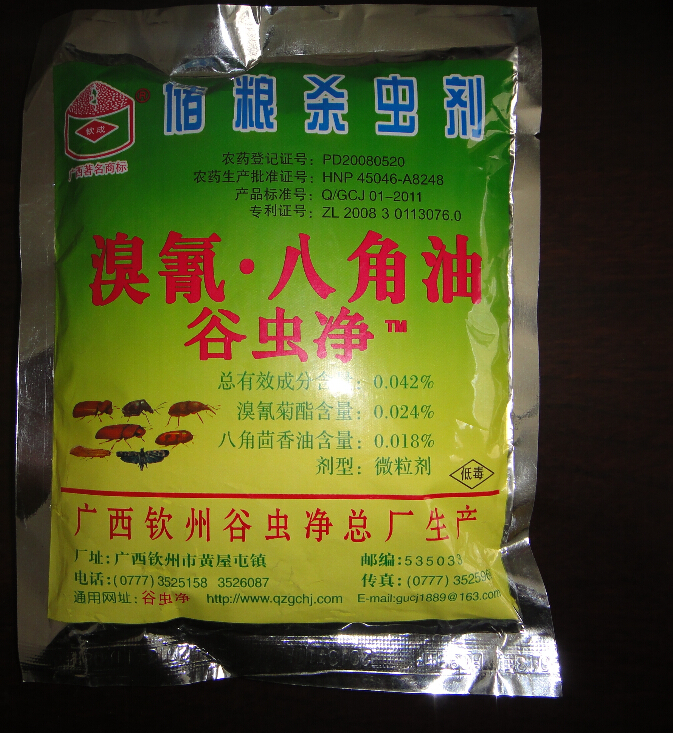 储粮杀虫剂
钦成
广西著名商标
农药登记证号：PD20080520
农药生产批准证号：HNP 45046-A8248
产品标准号：Q/GCJ 01-2011
专利证号：ZL 2008 3 0113076.0
溴氰·八角油
谷虫净™
总有效成分含量：0.042%
溴氰菊酯含量：0.024%
八角茴香油含量：0.018%
剂型：微粒剂
低毒
广西钦州谷虫净总厂生产
厂址：广西钦州市黄屋屯镇 邮编：535033
电话：(0777) 3525158 3526087 传真：(0777)
通用网址：谷虫净 http://www.qzgchj.com E-mail:gucj1889@163.com